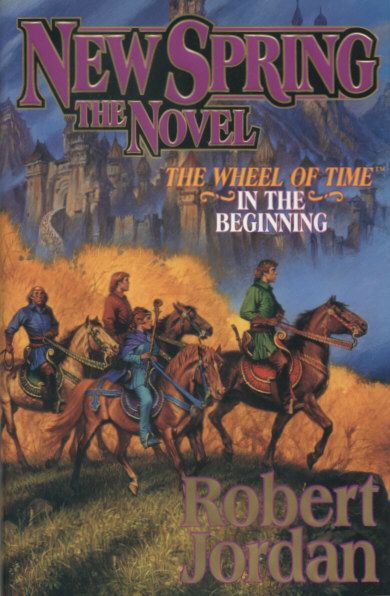 NEW SPRING
THE NOVEL
THE WHEEL OF TIME™
IN THE
BEGINNING
Robert
Jordan